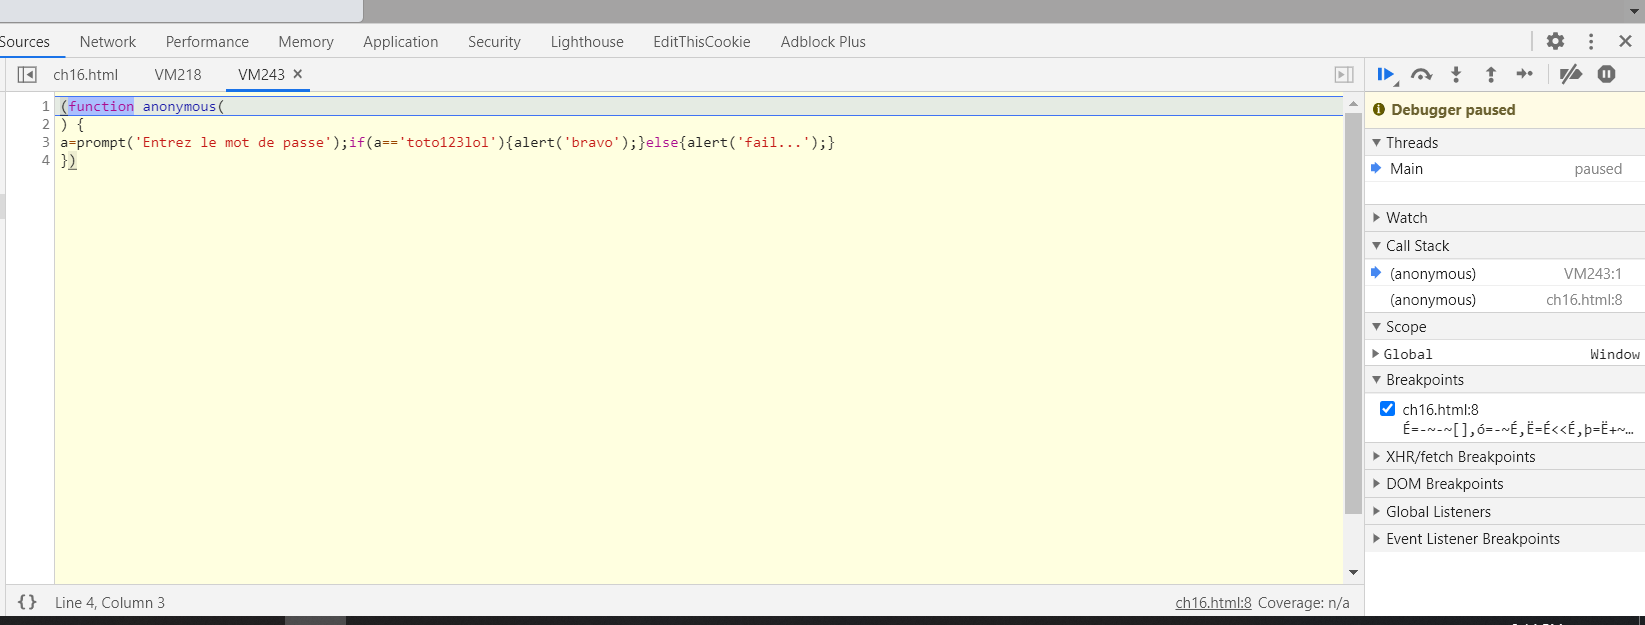 Sources Network Performance Memory Application Security Lighthouse EditThisCookie Adblock Plus
ch16.html VM218 VM243 ×
1 (function anonymous(
2 ) {
3 a=prompt('Entrez le mot de passe');if(a=='toto123lol'){alert('bravo');}else{alert('fail...');}
4 })
{} Line 4, Column 3 ch16.html:8 Coverage: n/a
Debugger paused
Threads
Main paused
Watch
Call Stack
(anonymous) VM243:1
(anonymous) ch16.html:8
Scope
Global Window
Breakpoints
ch16.html:8
É=-~-~[],ó=-~É,Ë=É<<É,þ=Ë+~…
XHR/fetch Breakpoints
DOM Breakpoints
Global Listeners
Event Listener Breakpoints